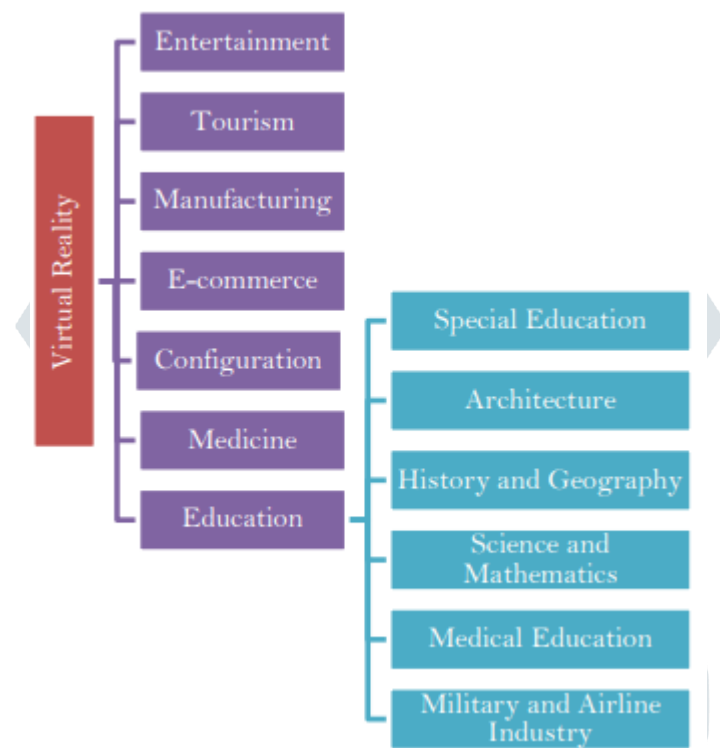 Virtual Reality
Entertainment
Tourism
Manufacturing
E-commerce
Configuration
Medicine
Education
Special Education
Architecture
History and Geography
Science and
Mathematics
Medical Education
Military and Airline
Industry